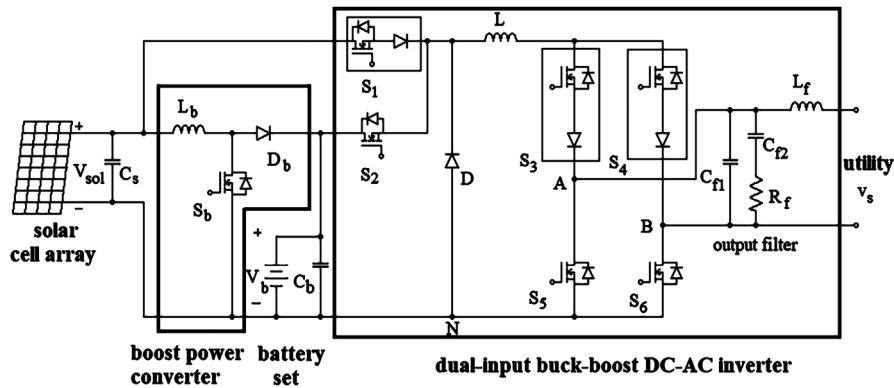 L
S1
Lb
S2
Db
D
S3
S4
Lf
Cf2
Cf1
Rf
+
Vsol
Cs
−
Sb
A
B
utility
vs
output filter
solar
cell array
+
Vb
−
Cb
S5
S6
N
boost power
converter
battery
set
dual-input buck-boost DC-AC inverter